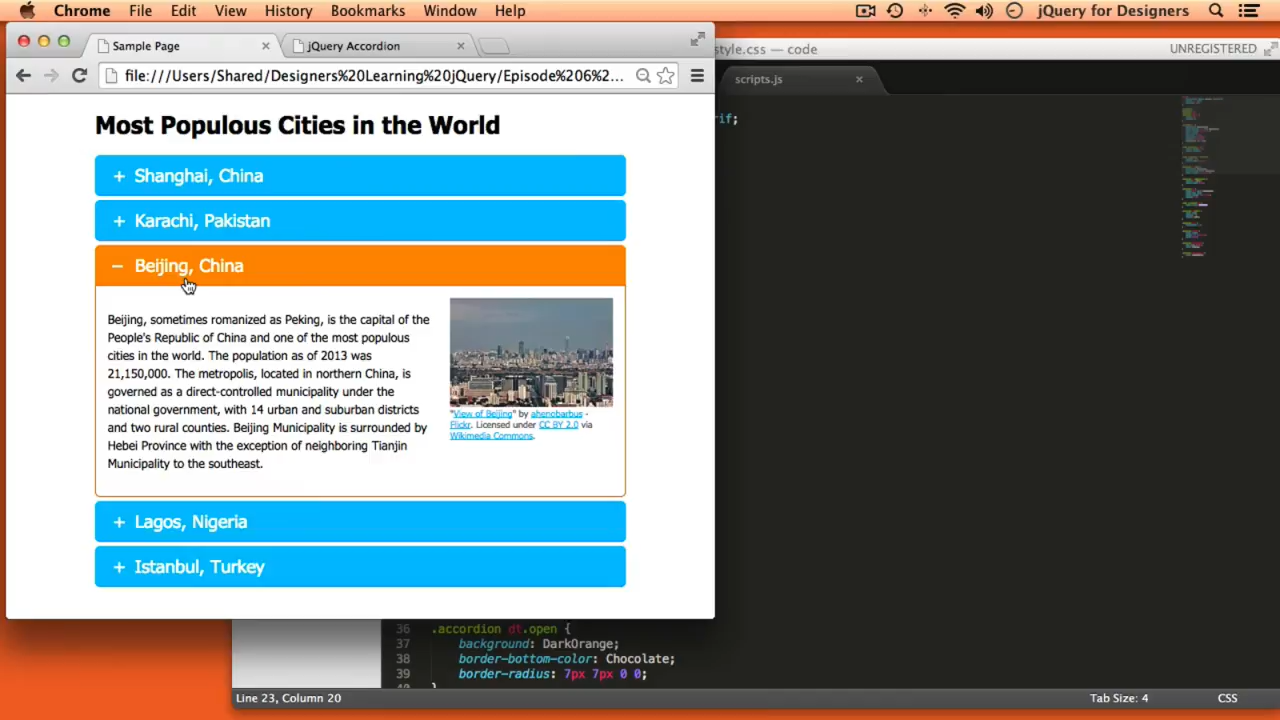 Chrome File Edit View History Bookmarks Window Help jQuery for Designers
Sample Page jQuery Accordion
file:///Users/Shared/Designers%20Learning%20jQuery/Episode%206%2...
style.css — code UNREGISTERED
scripts.js
rif;
Most Populous Cities in the World
+ Shanghai, China
+ Karachi, Pakistan
– Beijing, China
Beijing, sometimes romanized as Peking, is the capital of the
People's Republic of China and one of the most populous
cities in the world. The population as of 2013 was
21,150,000. The metropolis, located in northern China, is
governed as a direct-controlled municipality under the
national government, with 14 urban and suburban districts
and two rural counties. Beijing Municipality is surrounded by
Hebei Province with the exception of neighboring Tianjin
Municipality to the southeast.
"View of Beijing" by ahenobarbus -
Flickr. Licensed under CC BY 2.0 via
Wikimedia Commons.
+ Lagos, Nigeria
+ Istanbul, Turkey
36 .accordion dt.open {
37 background: DarkOrange;
38 border-bottom-color: Chocolate;
39 border-radius: 7px 7px 0 0;
Line 23, Column 20 Tab Size: 4 CSS